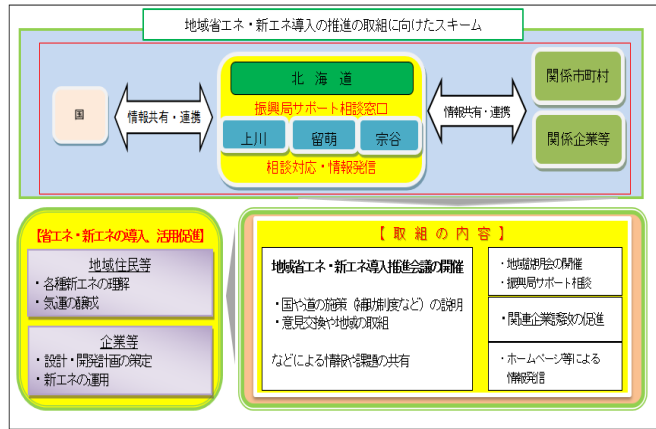 地域省エネ・新エネ導入の推進の取組に向けたスキーム
国
情報共有・連携
北 海 道
振興局サポート相談窓口
上川 留萌 宗谷
相談対応・情報発信
情報共有・連携
関係市町村
関係企業等
【省エネ・新エネの導入、活用促進】
地域住民等
・各種新エネの理解
・気運の醸成
企業等
・設計・開発計画の策定
・新エネの運用
【 取 組 の 内 容 】
地域省エネ・新エネ導入推進会議の開催
・国や道の施策（補助制度など）の説明
・意見交換や地域の取組
などによる情報や課題の共有
・地域説明会の開催
・振興局サポート相談
・関連企業誘致の促進
・ホームページ等による
情報発信